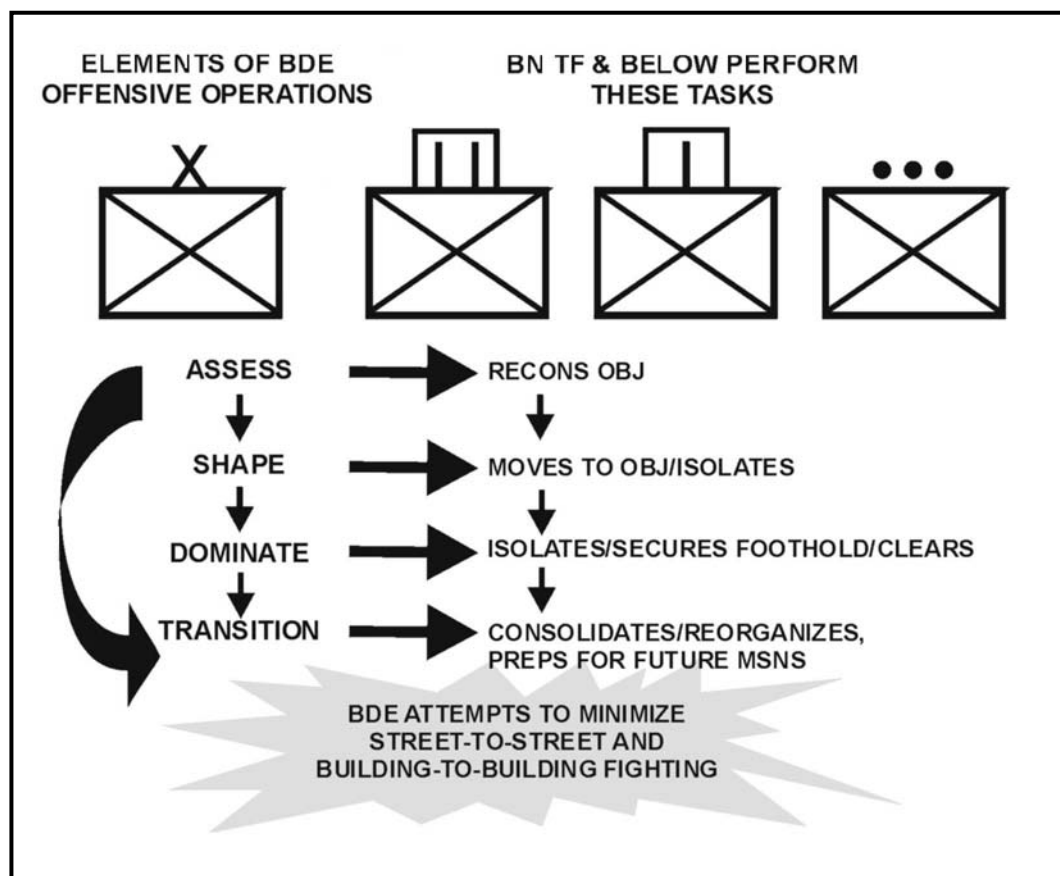 ELEMENTS OF BDE
OFFENSIVE OPERATIONS
BN TF & BELOW PERFORM
THESE TASKS
ASSESS
RECONS OBJ
SHAPE
MOVES TO OBJ/ISOLATES
DOMINATE
ISOLATES/SECURES FOOTHOLD/CLEARS
TRANSITION
CONSOLIDATES/REORGANIZES,
PREPS FOR FUTURE MSNS
BDE ATTEMPTS TO MINIMIZE
STREET-TO-STREET AND
BUILDING-TO-BUILDING FIGHTING